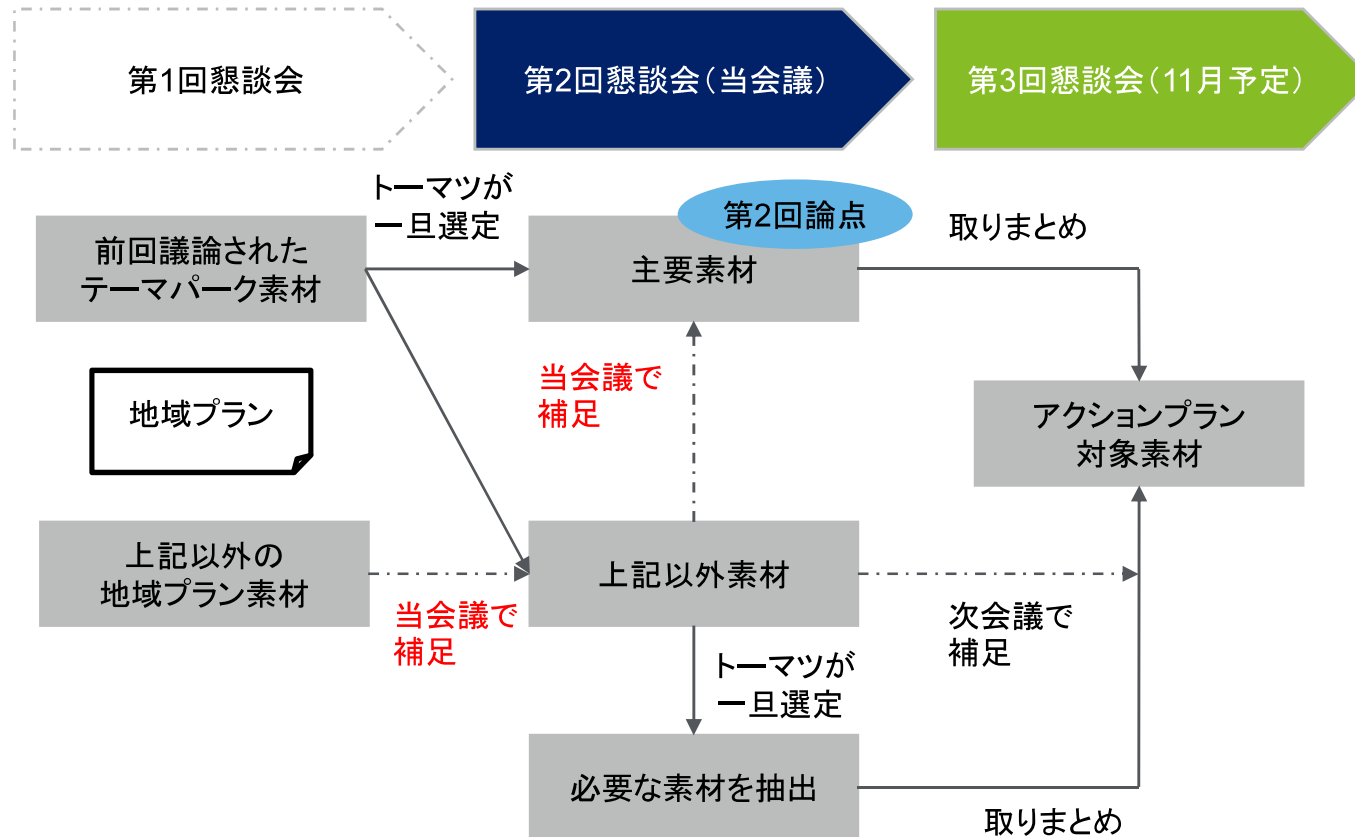 第1回懇談会
第2回懇談会（当会議）
第3回懇談会（11月予定）
トーマツが
一旦選定
第2回論点
取りまとめ
前回議論された
テーマパーク素材
主要素材
当会議で
補足
地域プラン
アクションプラン
対象素材
上記以外の
地域プラン素材
上記以外素材
当会議で
補足
次会議で
補足
トーマツが
一旦選定
必要な素材を抽出
取りまとめ